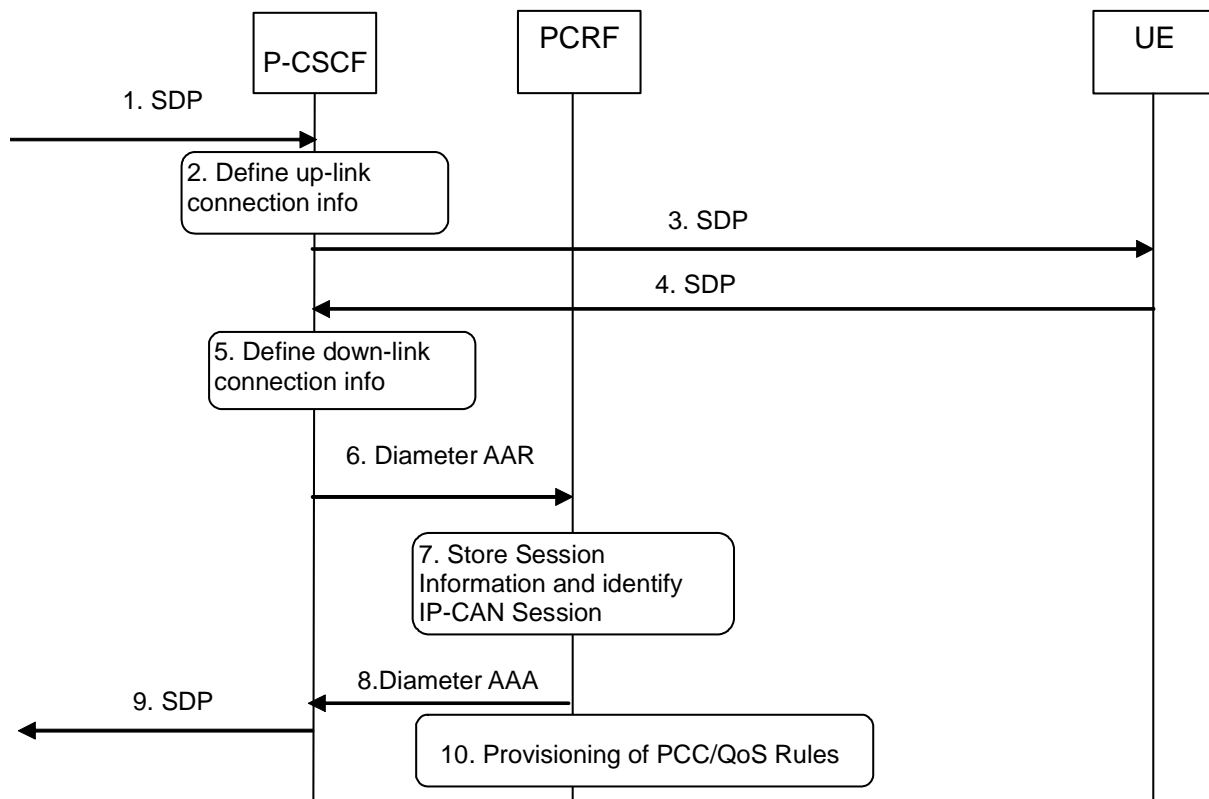 P-CSCF
PCRF
UE
1. SDP
2. Define up-link
connection info
3. SDP
4. SDP
5. Define down-link
connection info
6. Diameter AAR
7. Store Session
Information and identify
IP-CAN Session
8.Diameter AAA
9. SDP
10. Provisioning of PCC/QoS Rules